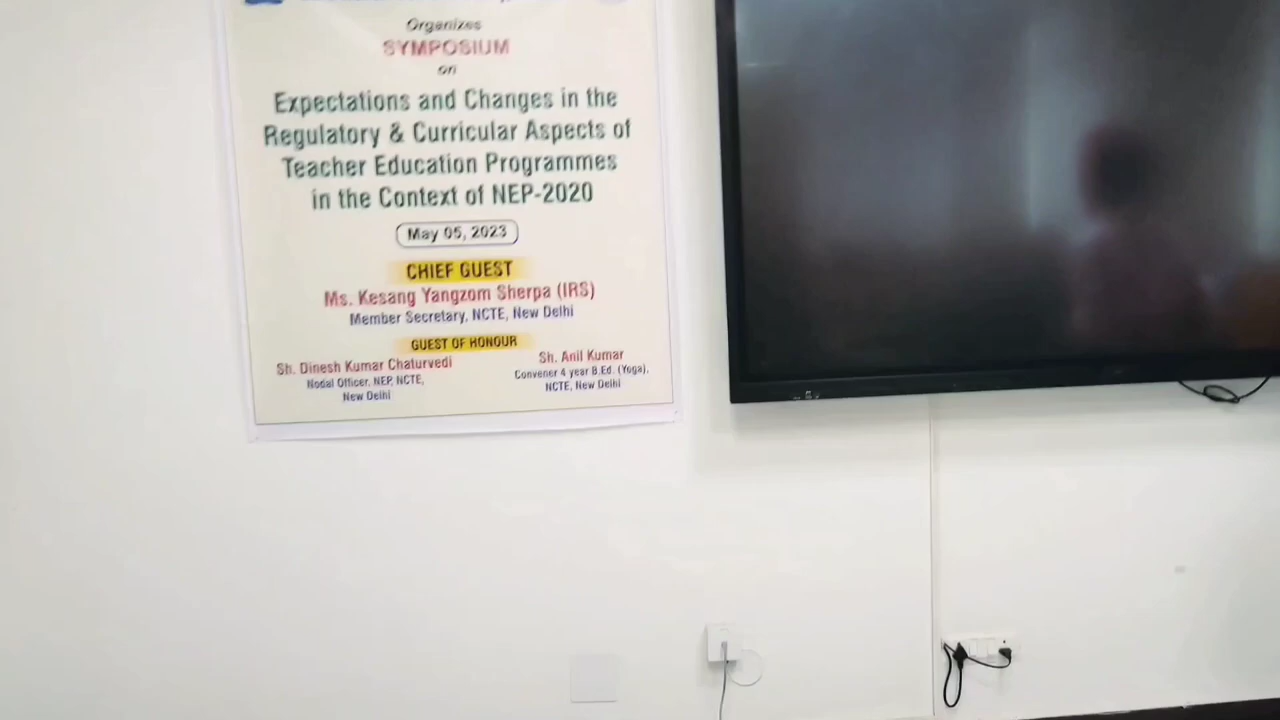 Organizes
SYMPOSIUM
on
Expectations and Changes in the
Regulatory & Curricular Aspects of
Teacher Education Programmes
in the Context of NEP-2020
May 05, 2023
CHIEF GUEST
Ms. Kesang Yangzom Sherpa (IRS)
Member Secretary, NCTE, New Delhi
GUEST OF HONOUR
Sh. Dinesh Kumar Chaturvedi
Nodal Officer, NEP, NCTE,
New Delhi
Sh. Anil Kumar
Convener 4 year B.Ed. (Yoga),
NCTE, New Delhi